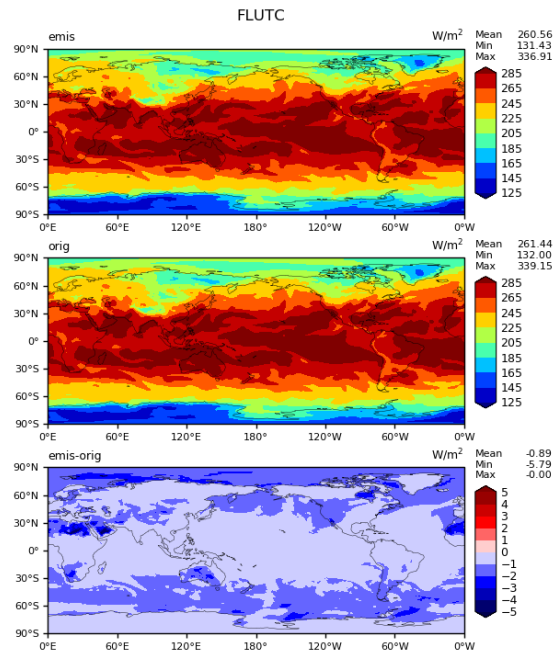 FLUTC
emis W/m² Mean 260.56
Min 131.43
Max 336.91
90°N
60°N
30°N
0°
30°S
60°S
90°S
0°E 60°E 120°E 180° 120°W 60°W 0°W
285
265
245
225
205
185
165
145
125
orig W/m² Mean 261.44
Min 132.00
Max 339.15
90°N
60°N
30°N
0°
30°S
60°S
90°S
0°E 60°E 120°E 180° 120°W 60°W 0°W
285
265
245
225
205
185
165
145
125
emis-orig W/m² Mean -0.89
Min -5.79
Max -0.00
90°N
60°N
30°N
0°
30°S
60°S
90°S
0°E 60°E 120°E 180° 120°W 60°W 0°W
5
4
3
2
1
0
−1
−2
−3
−4
−5